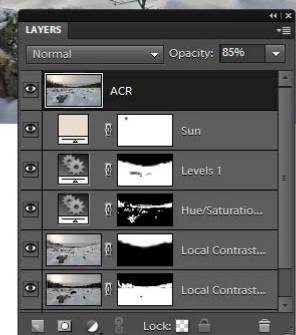 LAYERS
Normal Opacity: 85%
ACR
Sun
Levels 1
Hue/Saturatio...
Local Contrast...
Local Contrast...
Lock: